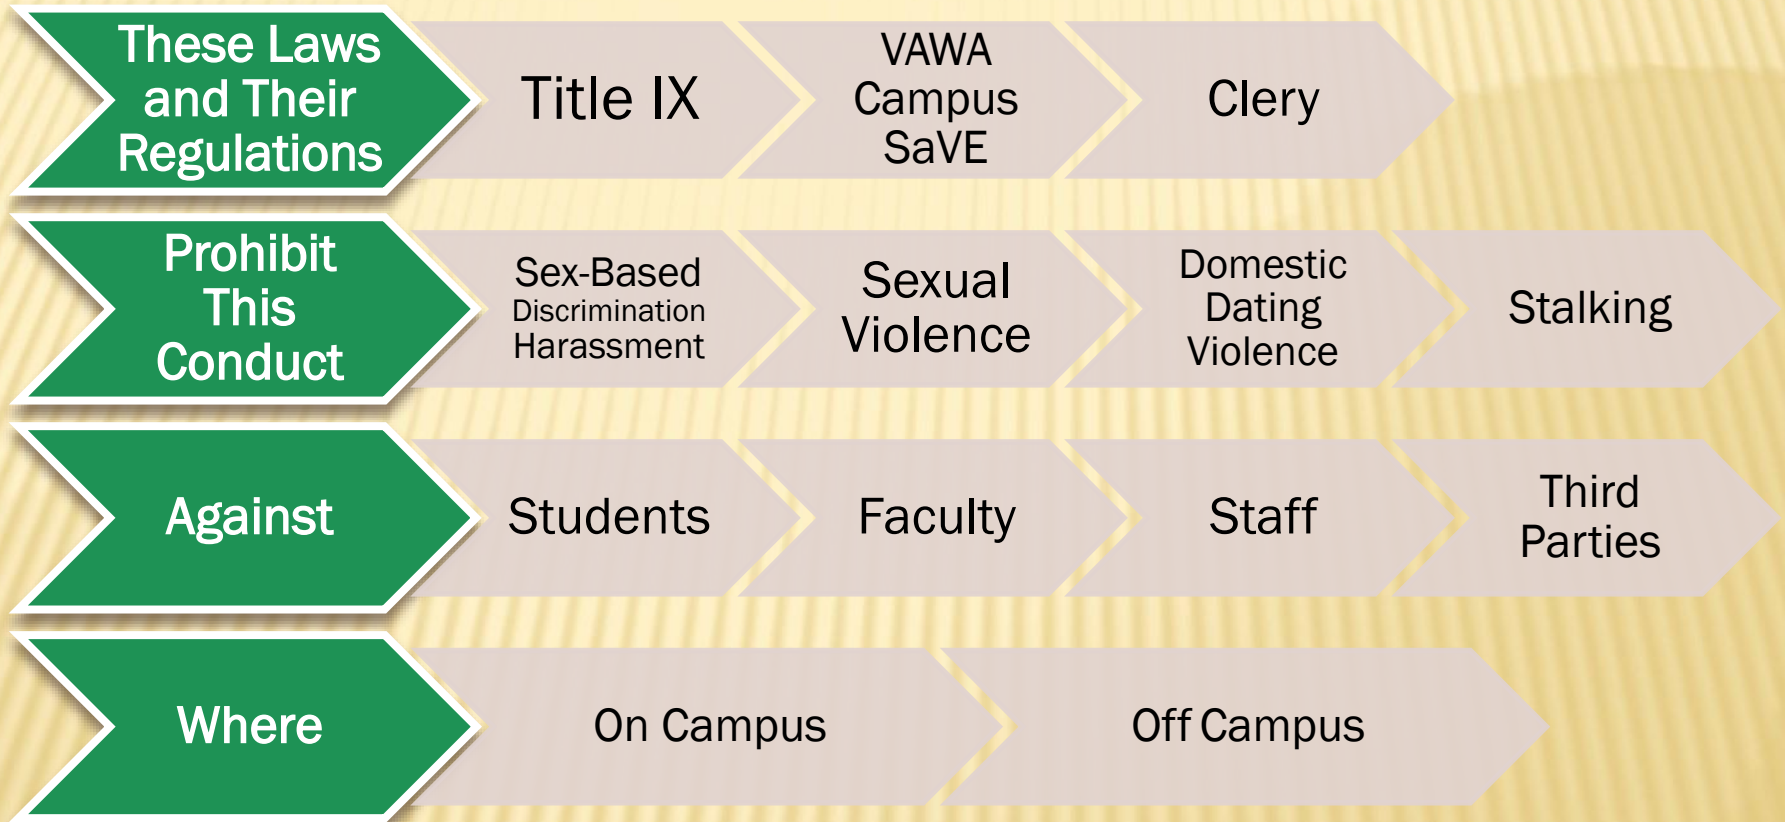 These Laws
and Their
Regulations
Title IX
VAWA
Campus
SaVE
Clery
Prohibit
This
Conduct
Sex-Based
Discrimination
Harassment
Sexual
Violence
Domestic
Dating
Violence
Stalking
Against
Students
Faculty
Staff
Third
Parties
Where
On Campus
Off Campus